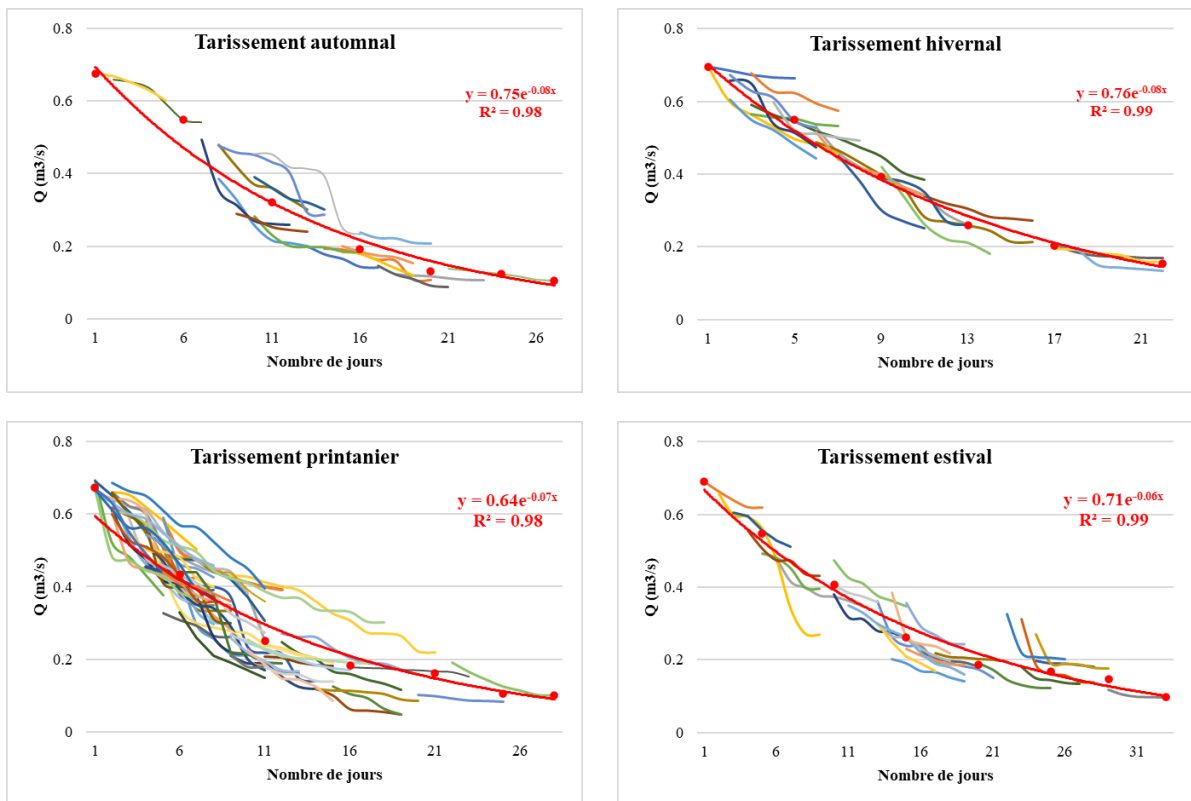 Tarissement automnal
0.8
0.6
0.4
0.2
0
Q (m3/s)
y = 0.75e^-0.08x
R² = 0.98
1 6 11 16 21 26
Nombre de jours
Tarissement hivernal
0.8
0.6
0.4
0.2
0
Q (m3/s)
y = 0.76e^-0.08x
R² = 0.99
1 5 9 13 17 21
Nombre de jours
Tarissement printanier
0.8
0.6
0.4
0.2
0
Q (m3/s)
y = 0.64e^-0.07x
R² = 0.98
1 6 11 16 21 26
Nombre de jours
Tarissement estival
0.8
0.6
0.4
0.2
0
Q (m3/s)
y = 0.71e^-0.06x
R² = 0.99
1 6 11 16 21 26 31
Nombre de jours